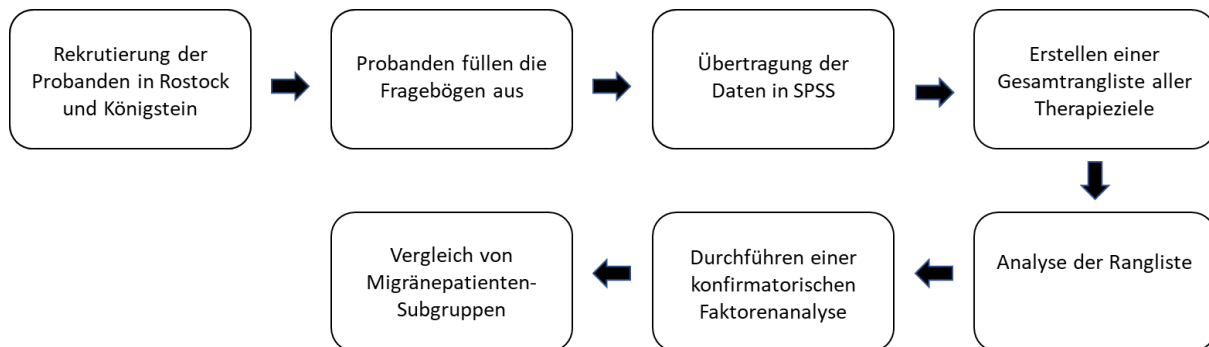 Rekrutierung der
Probanden in Rostock
und Königstein
Probanden füllen die
Fragebögen aus
Übertragung der
Daten in SPSS
Erstellen einer
Gesamtrangliste aller
Therapieziele
Analyse der Rangliste
Durchführen einer
konfirmatorischen
Faktorenanalyse
Vergleich von
Migränepatienten-
Subgruppen